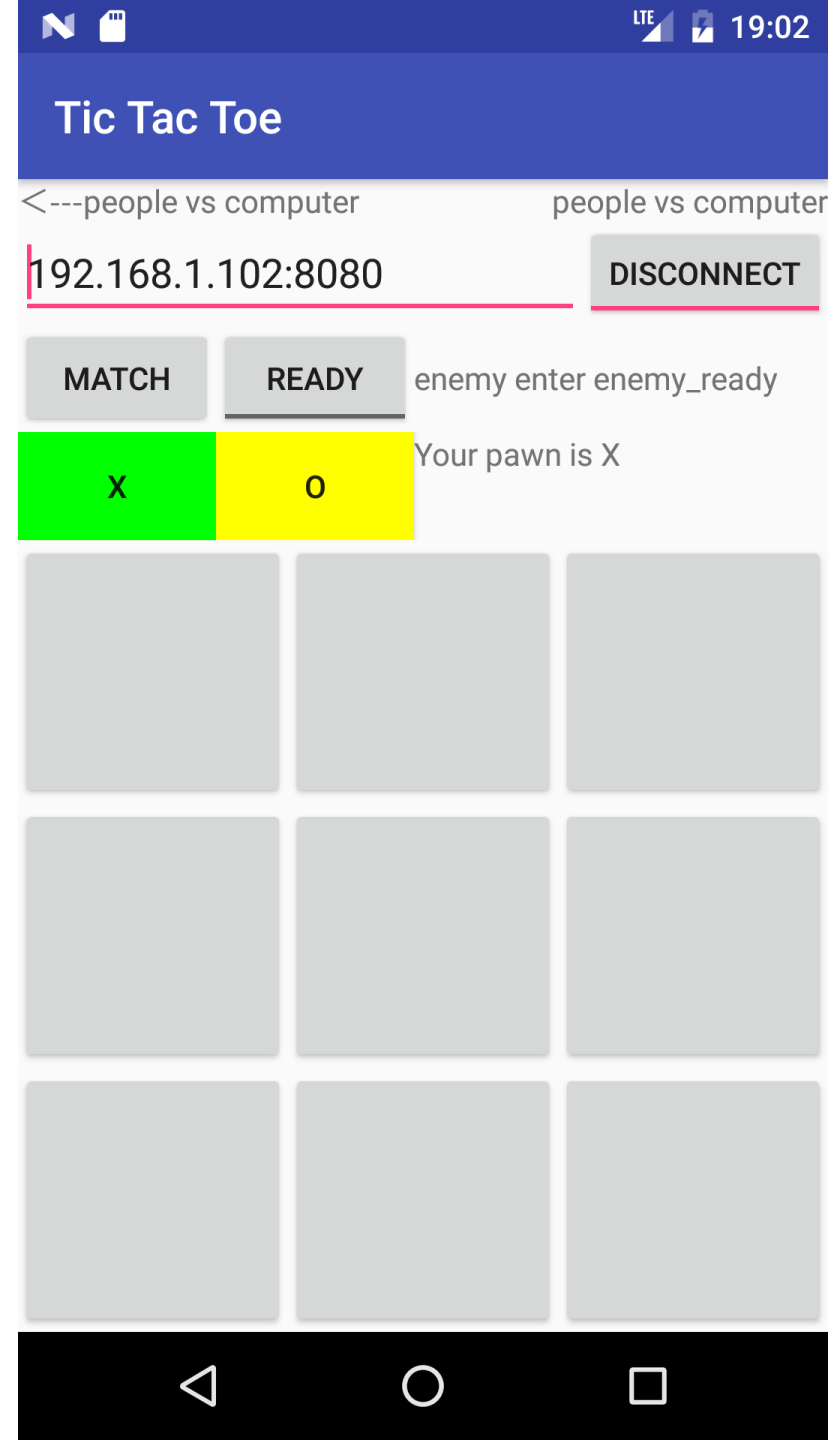 LTE 19:02
Tic Tac Toe
<---people vs computer people vs computer
192.168.1.102:8080 DISCONNECT
MATCH READY enemy enter enemy_ready
X O Your pawn is X